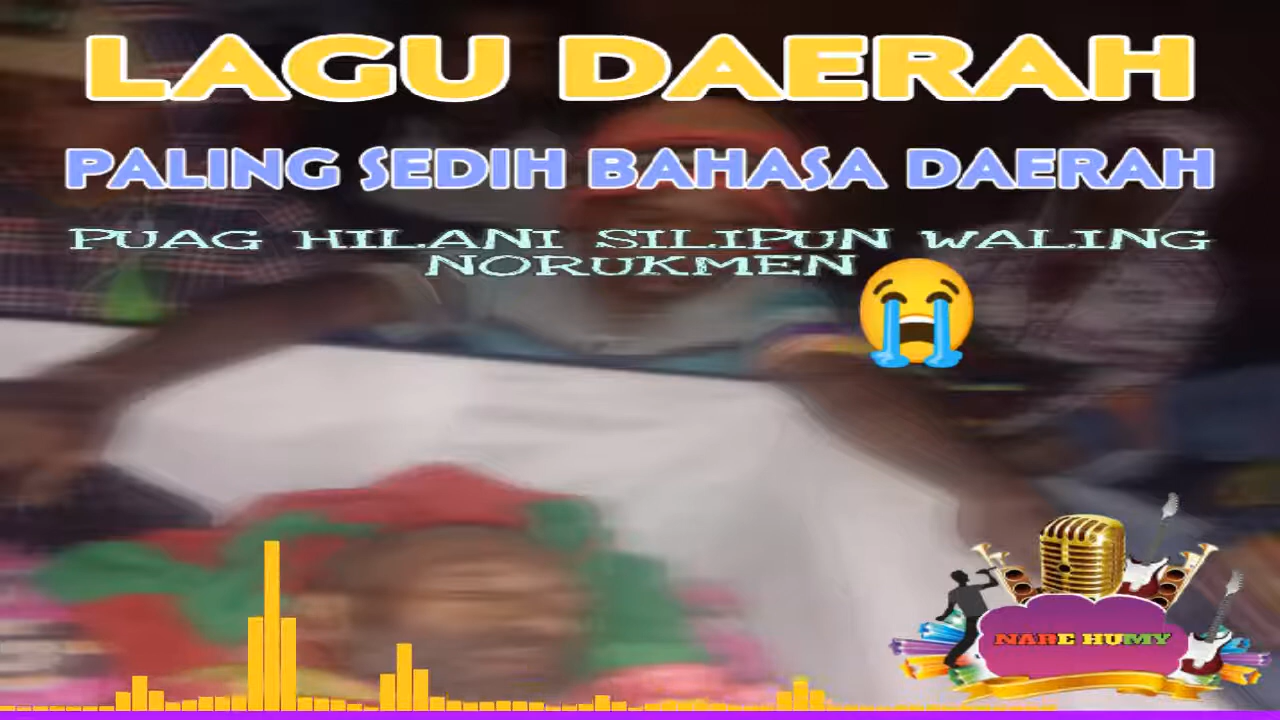 LAGU DAERAH
PALING SEDIH BAHASA DAERAH
PUAG HILANI SILIPUN WALING
NORUKMEN
NARE HUMY